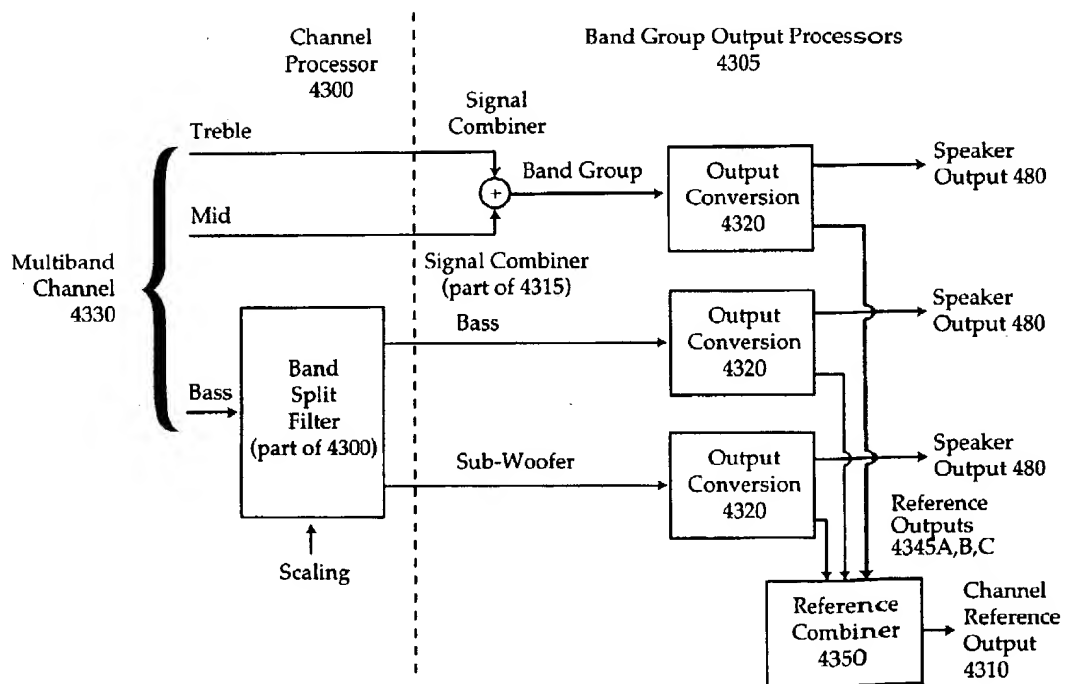 Channel
Processor
4300
Band Group Output Processors
4305
Signal
Combiner
Treble
Band Group
Output
Conversion
4320
Speaker
Output 480
+
Mid
Multiband
Channel
4330
Signal Combiner
(part of 4315)
Bass
Output
Conversion
4320
Speaker
Output 480
Bass
Band
Split
Filter
(part of 4300)
Sub-Woofer
Output
Conversion
4320
Speaker
Output 480
Reference
Outputs
4345A,B,C
Scaling
Reference
Combiner
4350
Channel
Reference
Output
4310